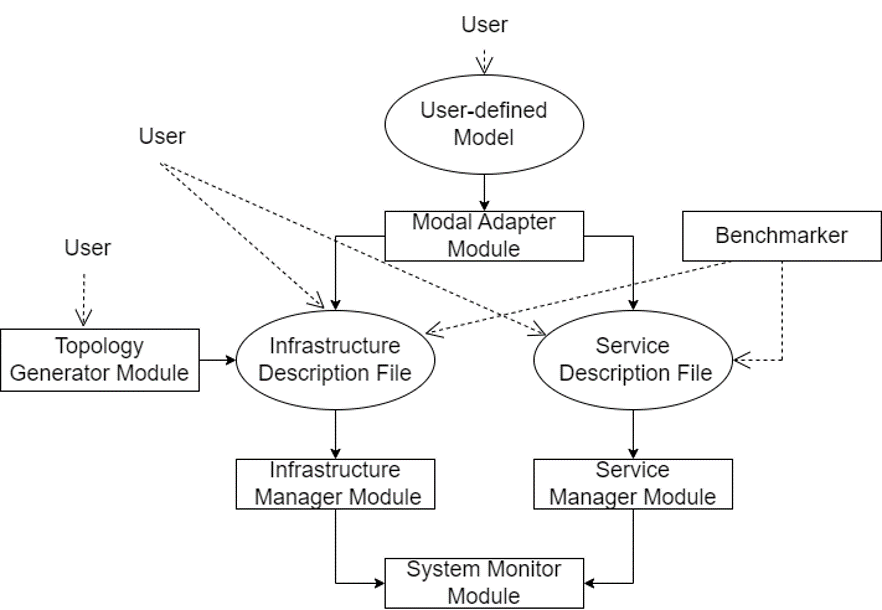 User
User-defined
Model
User
Modal Adapter
Module
Benchmarker
User
Topology
Generator Module
Infrastructure
Description File
Service
Description File
Infrastructure
Manager Module
Service
Manager Module
System Monitor
Module